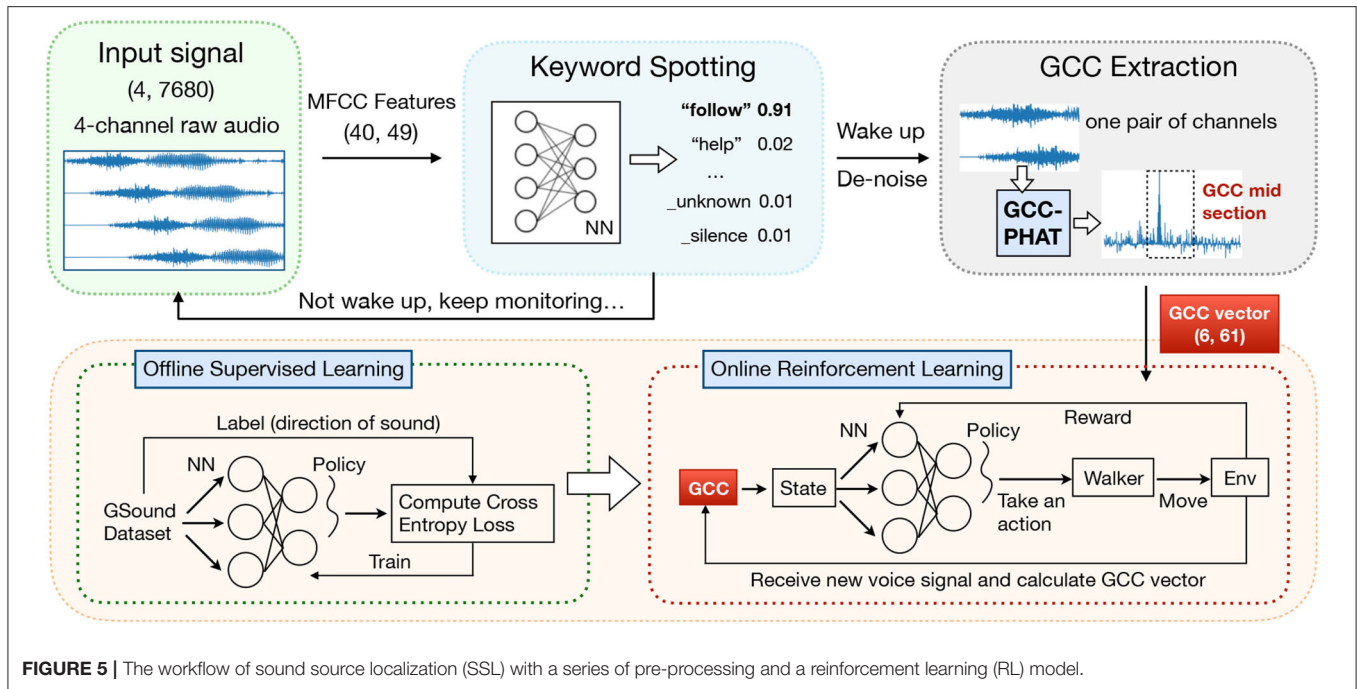 Input signal
(4, 7680)
4-channel raw audio
MFCC Features
(40, 49)
Keyword Spotting
NN
“follow” 0.91
“help” 0.02
...
_unknown 0.01
_silence 0.01
Wake up
De-noise
GCC Extraction
one pair of channels
GCC-
PHAT
GCC mid
section
Not wake up, keep monitoring...
GCC vector
(6, 61)
Offline Supervised Learning
Label (direction of sound)
NN
Policy
GSound
Dataset
Compute Cross
Entropy Loss
Train
Online Reinforcement Learning
Reward
NN
Policy
GCC
State
Take an
action
Walker
Move
Env
Receive new voice signal and calculate GCC vector
FIGURE 5 | The workflow of sound source localization (SSL) with a series of pre-processing and a reinforcement learning (RL) model.